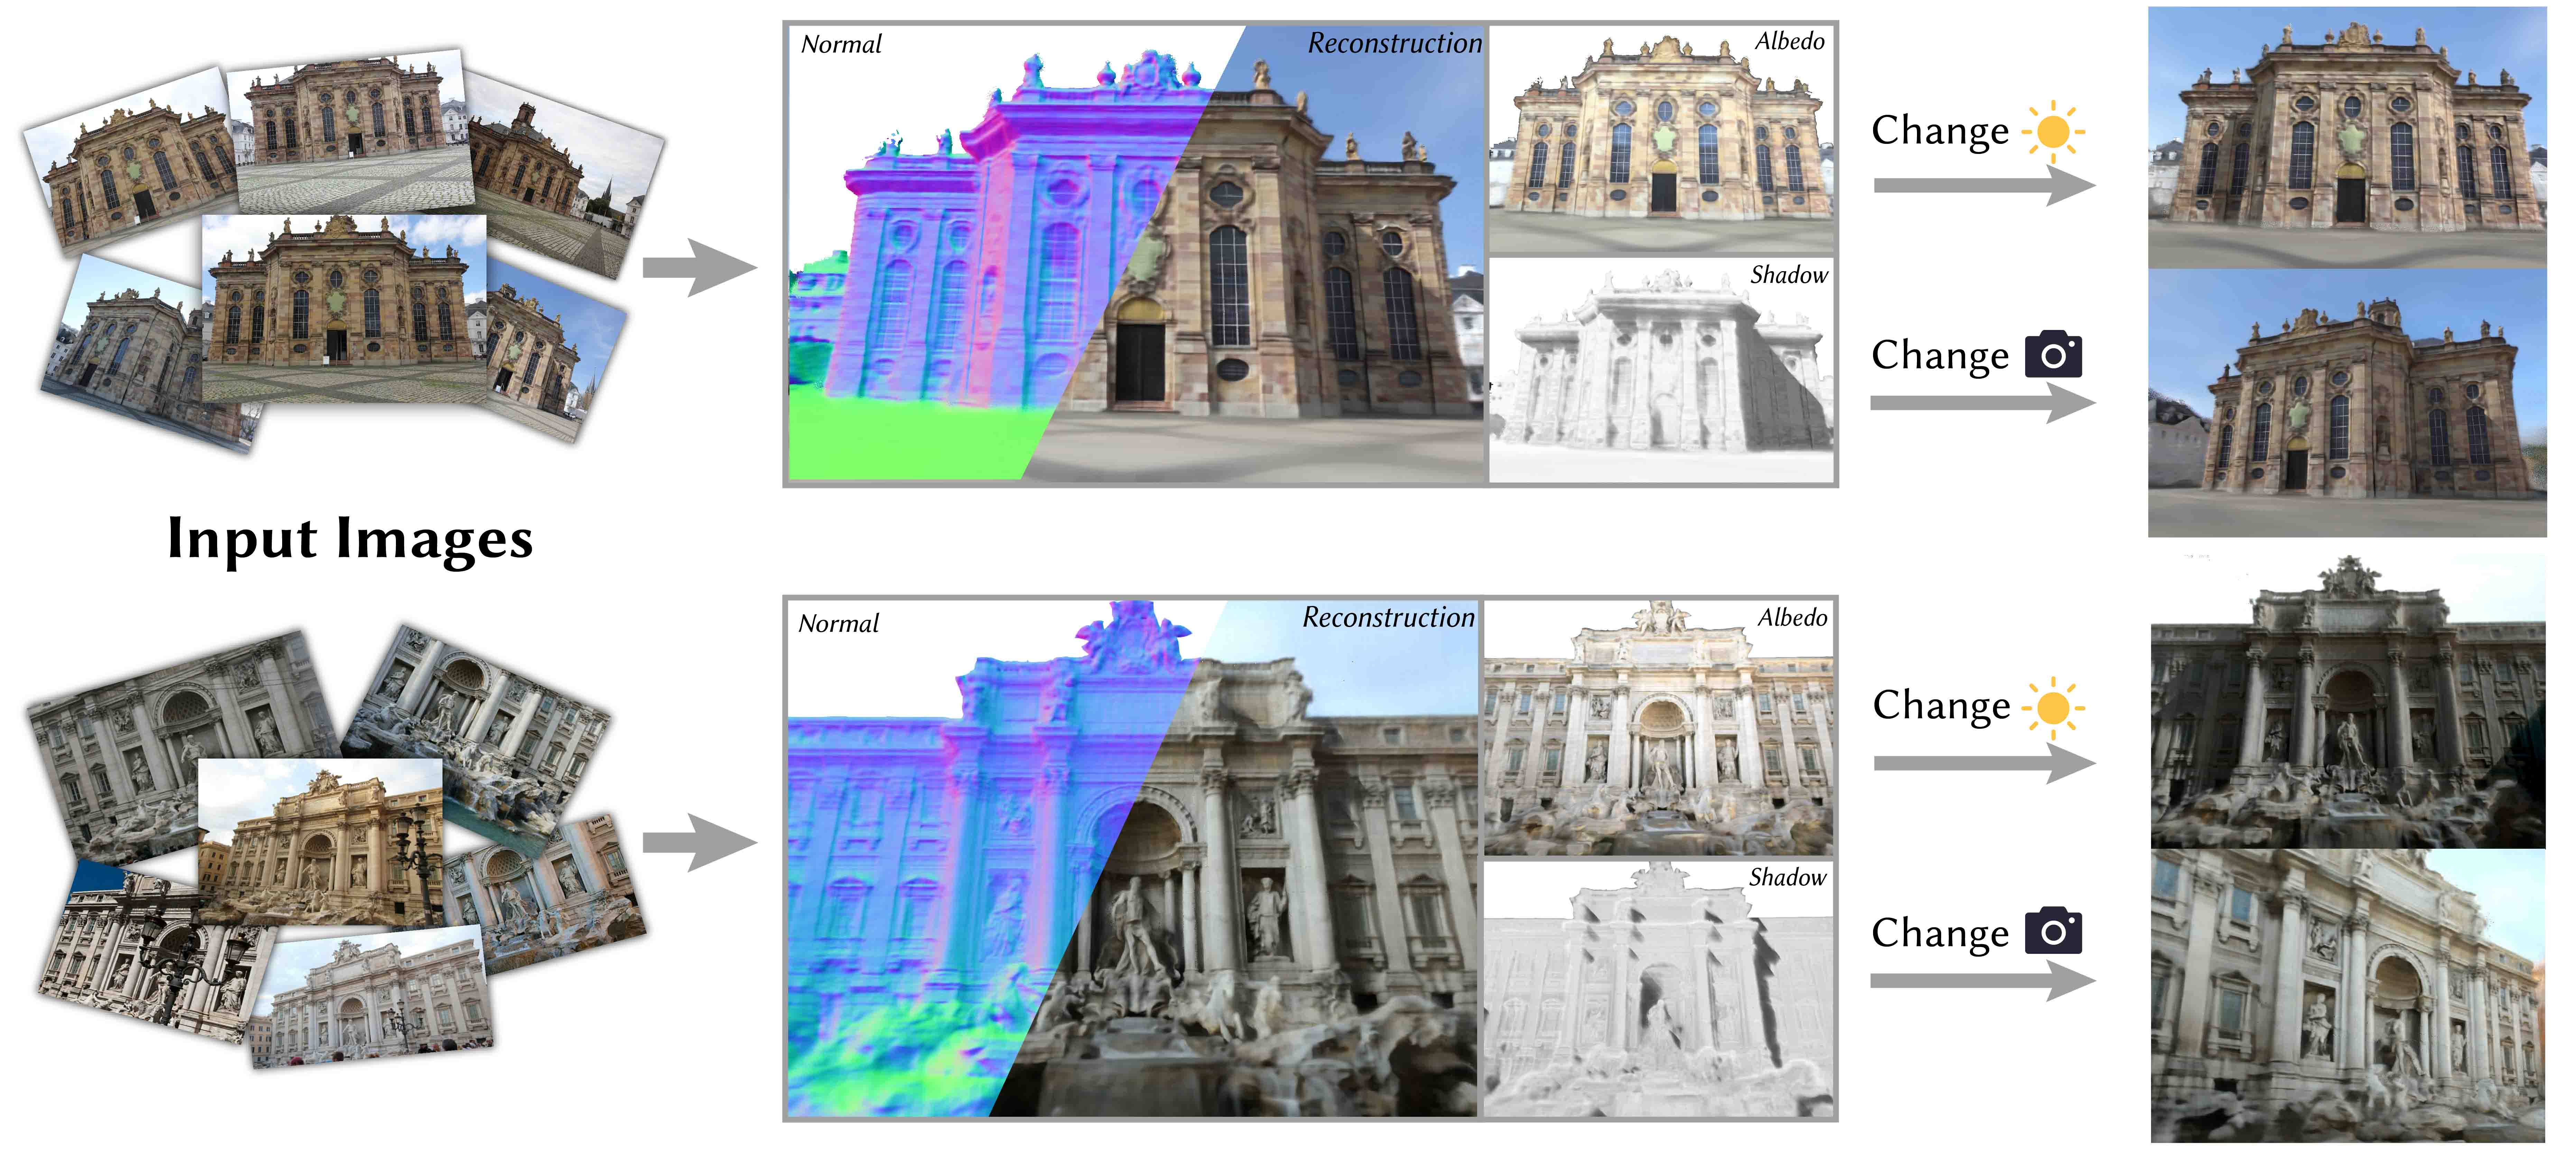 Normal
Reconstruction
Albedo
Shadow
Change
Change
Input Images
Normal
Reconstruction
Albedo
Shadow
Change
Change